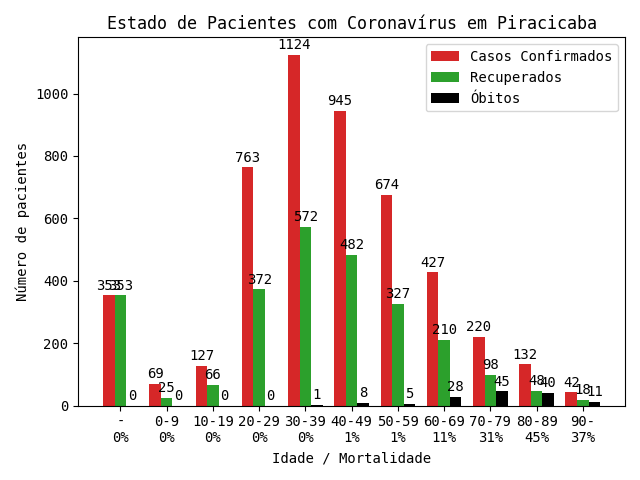 Estado de Pacientes com Coronavírus em Piracicaba
Casos Confirmados
Recuperados
Óbitos
Número de pacientes
1000
800
600
400
200
0
353 353 0
69 25 0
127 66 0
763 372 0
1124 572 1
945 482 8
674 327 5
427 210 28
220 98 45
132 48 40
42 18 11
- 0-9 10-19 20-29 30-39 40-49 50-59 60-69 70-79 80-89 90-
0% 0% 0% 0% 0% 1% 1% 11% 31% 45% 37%
Idade / Mortalidade